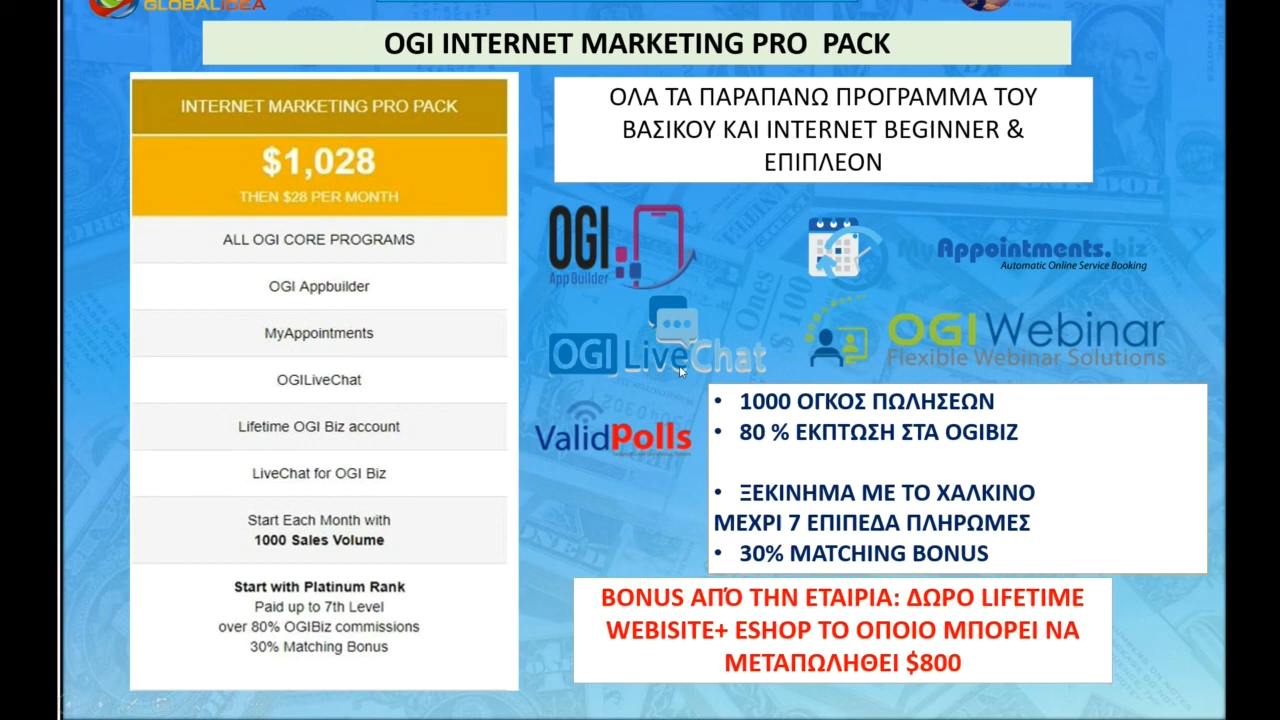 GLOBALIDEA
OGI INTERNET MARKETING PRO PACK
INTERNET MARKETING PRO PACK
$1,028
THEN $28 PER MONTH
ALL OGI CORE PROGRAMS
OGI Appbuilder
MyAppointments
OGILiveChat
Lifetime OGI Biz account
LiveChat for OGI Biz
Start Each Month with
1000 Sales Volume
Start with Platinum Rank
Paid up to 7th Level
over 80% OGIBiz commissions
30% Matching Bonus
ΟΛΑ ΤΑ ΠΑΡΑΠΑΝΩ ΠΡΟΓΡΑΜΜΑ ΤΟΥ
ΒΑΣΙΚΟΥ ΚΑΙ INTERNET BEGINNER &
ΕΠΙΠΛΕΟΝ
OGI
App Builder
MyAppointments.biz
Automatic Online Service Booking
OGI LiveChat
OGI Webinar
Flexible Webinar Solutions
ValidPolls
• 1000 ΟΓΚΟΣ ΠΩΛΗΣΕΩΝ
• 80 % ΕΚΠΤΩΣΗ ΣΤΑ OGIBIZ
• ΞΕΚΙΝΗΜΑ ΜΕ ΤΟ ΧΑΛΚΙΝΟ
ΜΕΧΡΙ 7 ΕΠΙΠΕΔΑ ΠΛΗΡΩΜΕΣ
• 30% MATCHING BONUS
BONUS ΑΠΌ ΤΗΝ ΕΤΑΙΡΙΑ: ΔΩΡΟ LIFETIME
WEBISITE+ ESHOP ΤΟ ΟΠΟΙΟ ΜΠΟΡΕΙ ΝΑ
ΜΕΤΑΠΩΛΗΘΕΙ $800